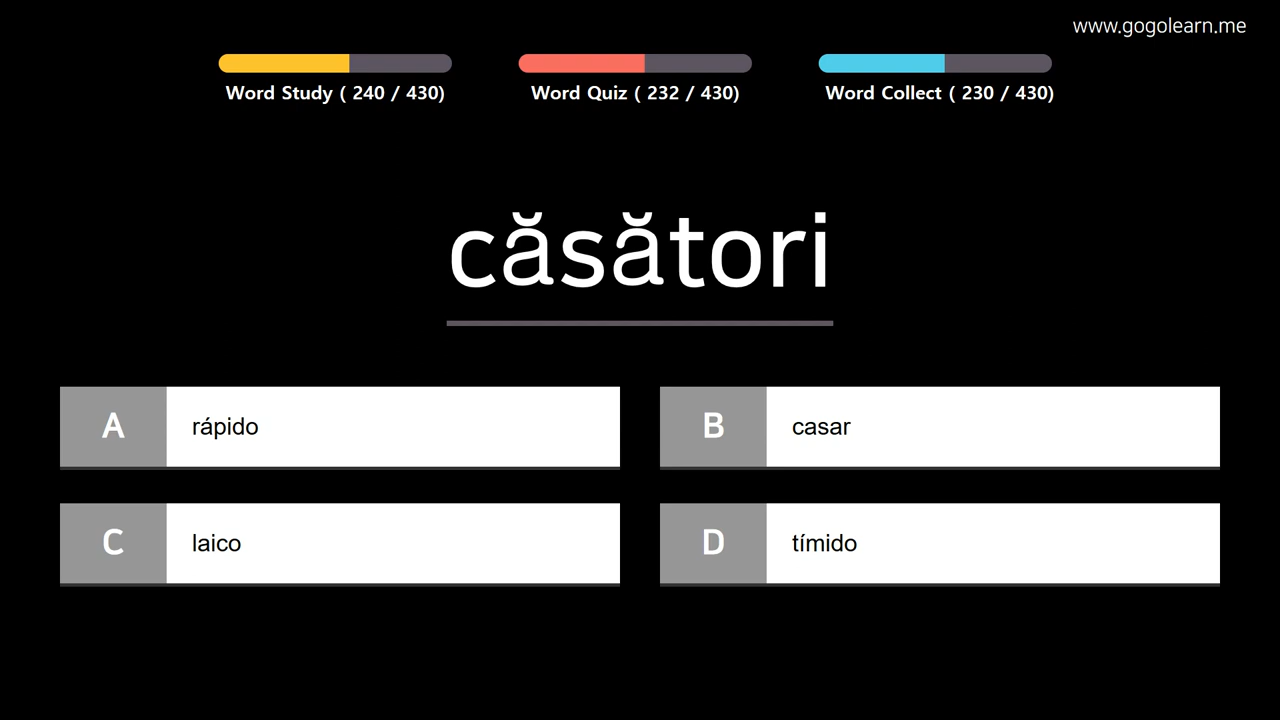 www.gogolearn.me
Word Study ( 240 / 430)
Word Quiz ( 232 / 430)
Word Collect ( 230 / 430)
căsători
A rápido
B casar
C laico
D tímido